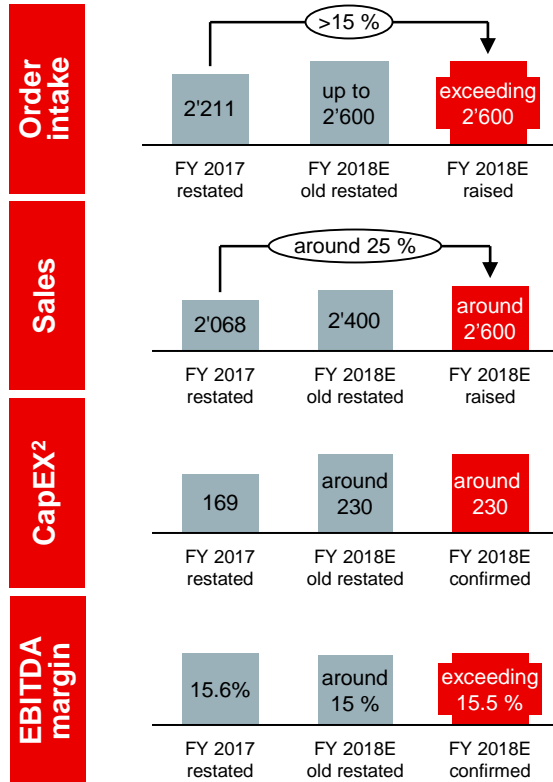 Order
intake
>15 %
2'211
up to
2'600
exceeding
2'600
FY 2017
restated
FY 2018E
old restated
FY 2018E
raised
Sales
around 25 %
2'068
2'400
around
2'600
FY 2017
restated
FY 2018E
old restated
FY 2018E
raised
CapEX²
169
around
230
around
230
FY 2017
restated
FY 2018E
old restated
FY 2018E
confirmed
EBITDA
margin
15.6%
around
15 %
exceeding
15.5 %
FY 2017
restated
FY 2018E
old restated
FY 2018E
confirmed